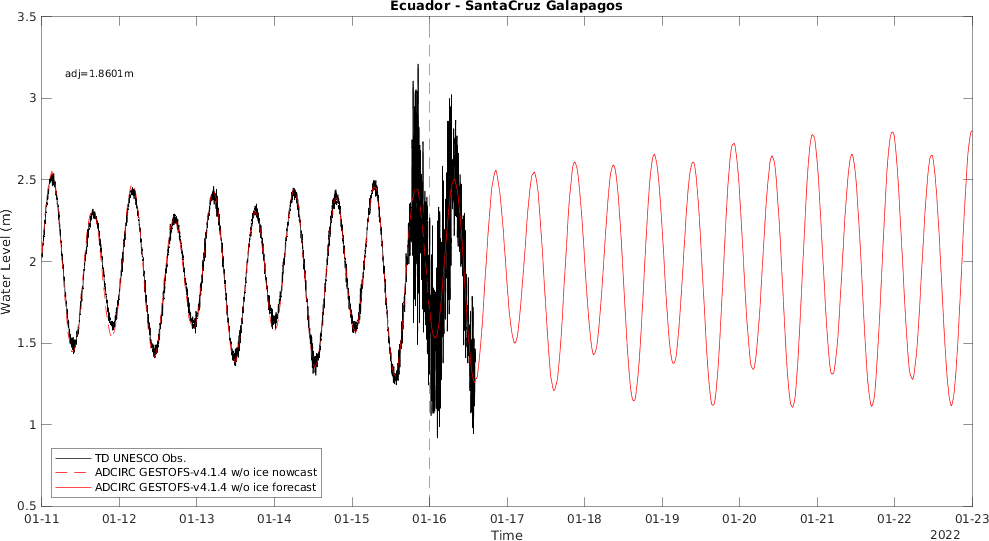 Ecuador - SantaCruz Galapagos
3.5
adj=1.8601m
3
2.5
2
Water Level (m)
1.5
1
TD UNESCO Obs.
ADCIRC GESTOFS-v4.1.4 w/o ice nowcast
ADCIRC GESTOFS-v4.1.4 w/o ice forecast
0.5
01-11 01-12 01-13 01-14 01-15 01-16 01-17 01-18 01-19 01-20 01-21 01-22 01-23
Time
2022